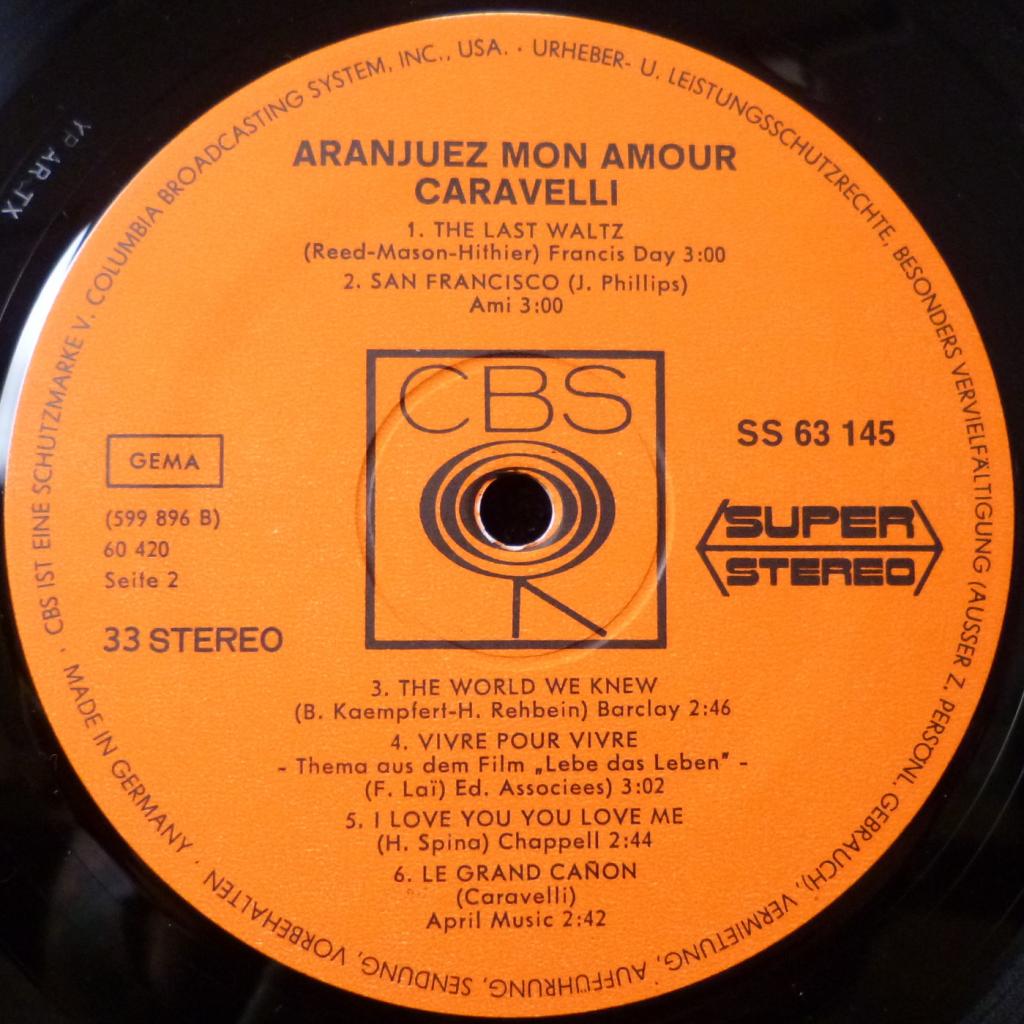 CBS IST EINE SCHUTZMARKE V. COLUMBIA BROADCASTING SYSTEM, INC., USA. · URHEBER- U. LEISTUNGSSCHUTZRECHTE, BESONDERS VERVIELFÄLTIGUNG (AUSSER Z. PERSÖNL. GEBRAUCH), VERMIETUNG, AUFFÜHRUNG, SENDUNG, VORBEHALTEN · MADE IN GERMANY ·
ARANJUEZ MON AMOUR
CARAVELLI
1. THE LAST WALTZ
(Reed-Mason-Hithier) Francis Day 3:00
2. SAN FRANCISCO (J. Phillips)
Ami 3:00
CBS
GEMA
(599 896 B)
60 420
Seite 2
33 STEREO
SS 63 145
SUPER
STEREO
3. THE WORLD WE KNEW
(B. Kaempfert-H. Rehbein) Barclay 2:46
4. VIVRE POUR VIVRE
- Thema aus dem Film „Lebe das Leben" -
(F. Laï) Ed. Associees) 3:02
5. I LOVE YOU YOU LOVE ME
(H. Spina) Chappell 2:44
6. LE GRAND CAÑON
(Caravelli)
April Music 2:42